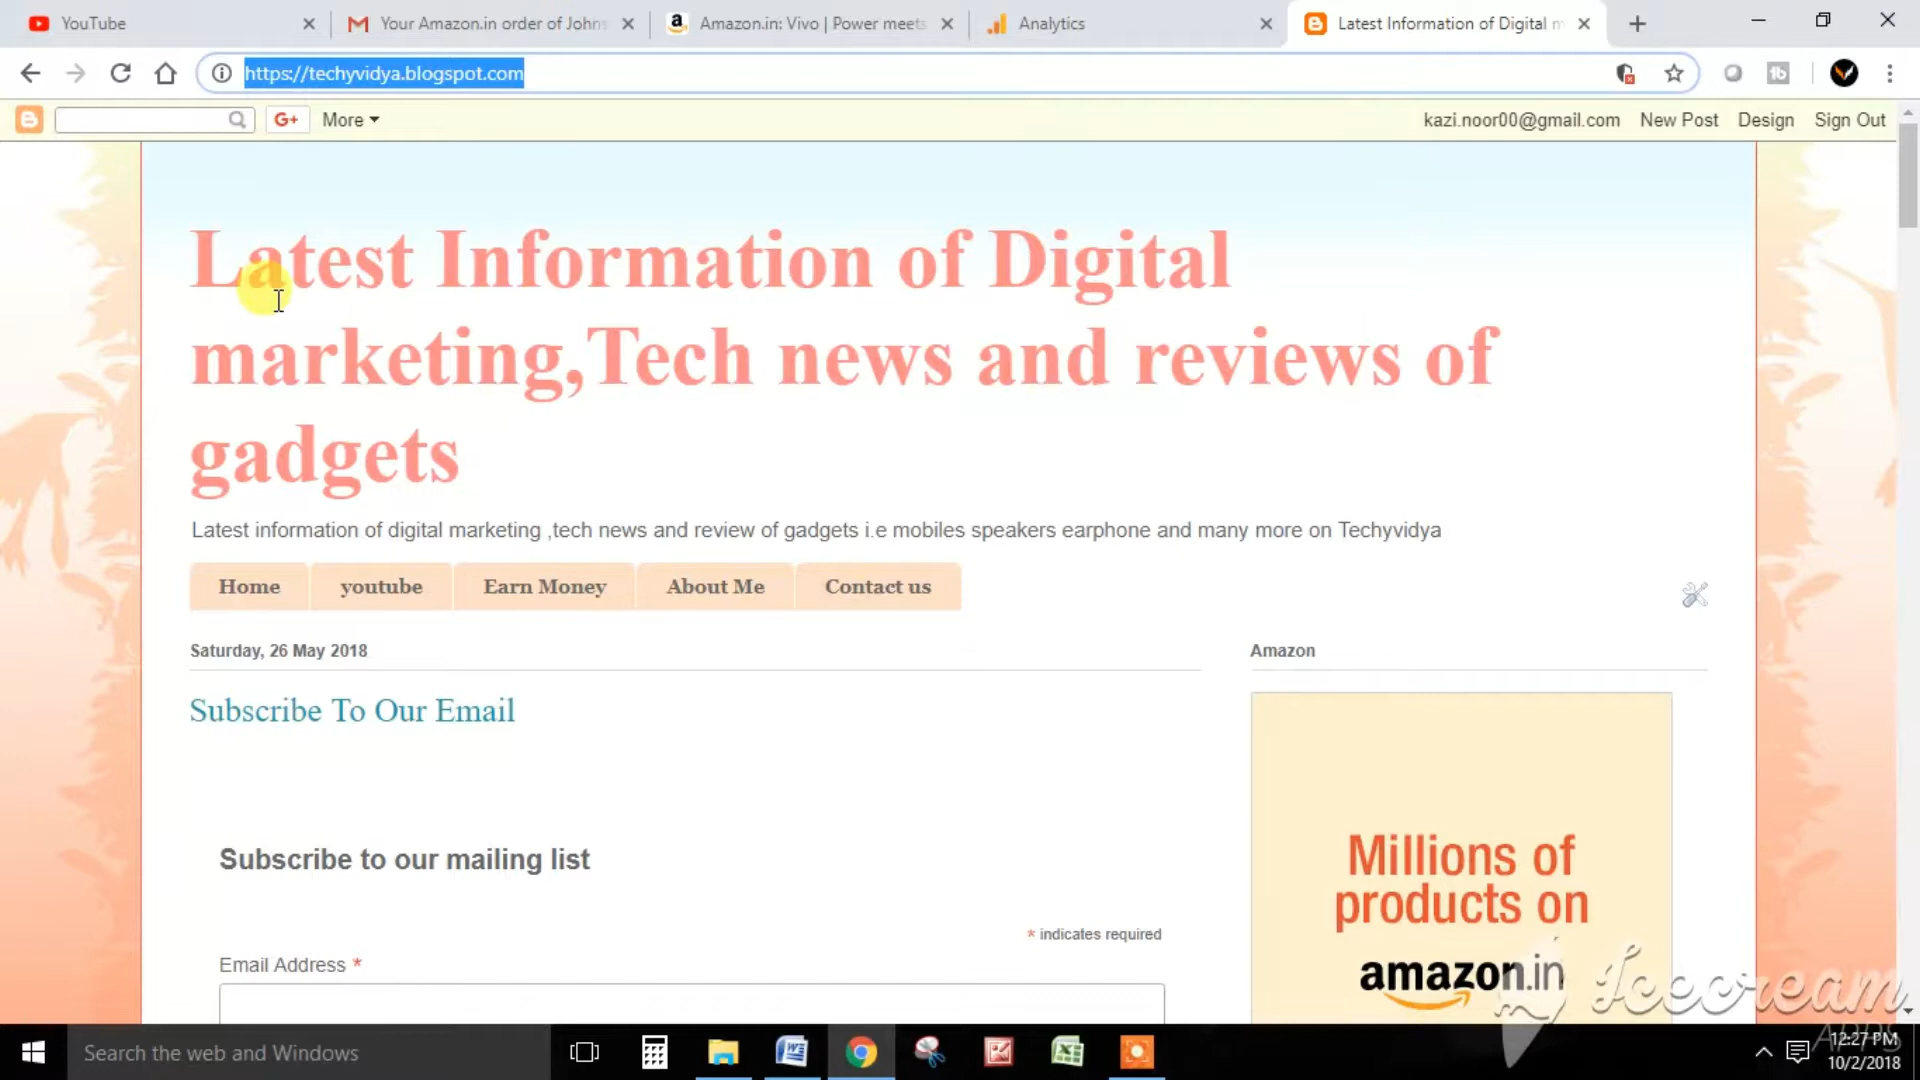 YouTube
Your Amazon.in order of Johns
Amazon.in: Vivo | Power meets
Analytics
Latest Information of Digital m
https://techyvidya.blogspot.com
G+
More
kazi.noor00@gmail.com
New Post
Design
Sign Out
Latest Information of Digital
marketing,Tech news and reviews of
gadgets
Latest information of digital marketing ,tech news and review of gadgets i.e mobiles speakers earphone and many more on Techyvidya
Home
youtube
Earn Money
About Me
Contact us
Saturday, 26 May 2018
Amazon
Subscribe To Our Email
Subscribe to our mailing list
* indicates required
Email Address *
Millions of
products on
amazon.in
Icecream
APPS
Search the web and Windows
12:27 PM
10/2/2018